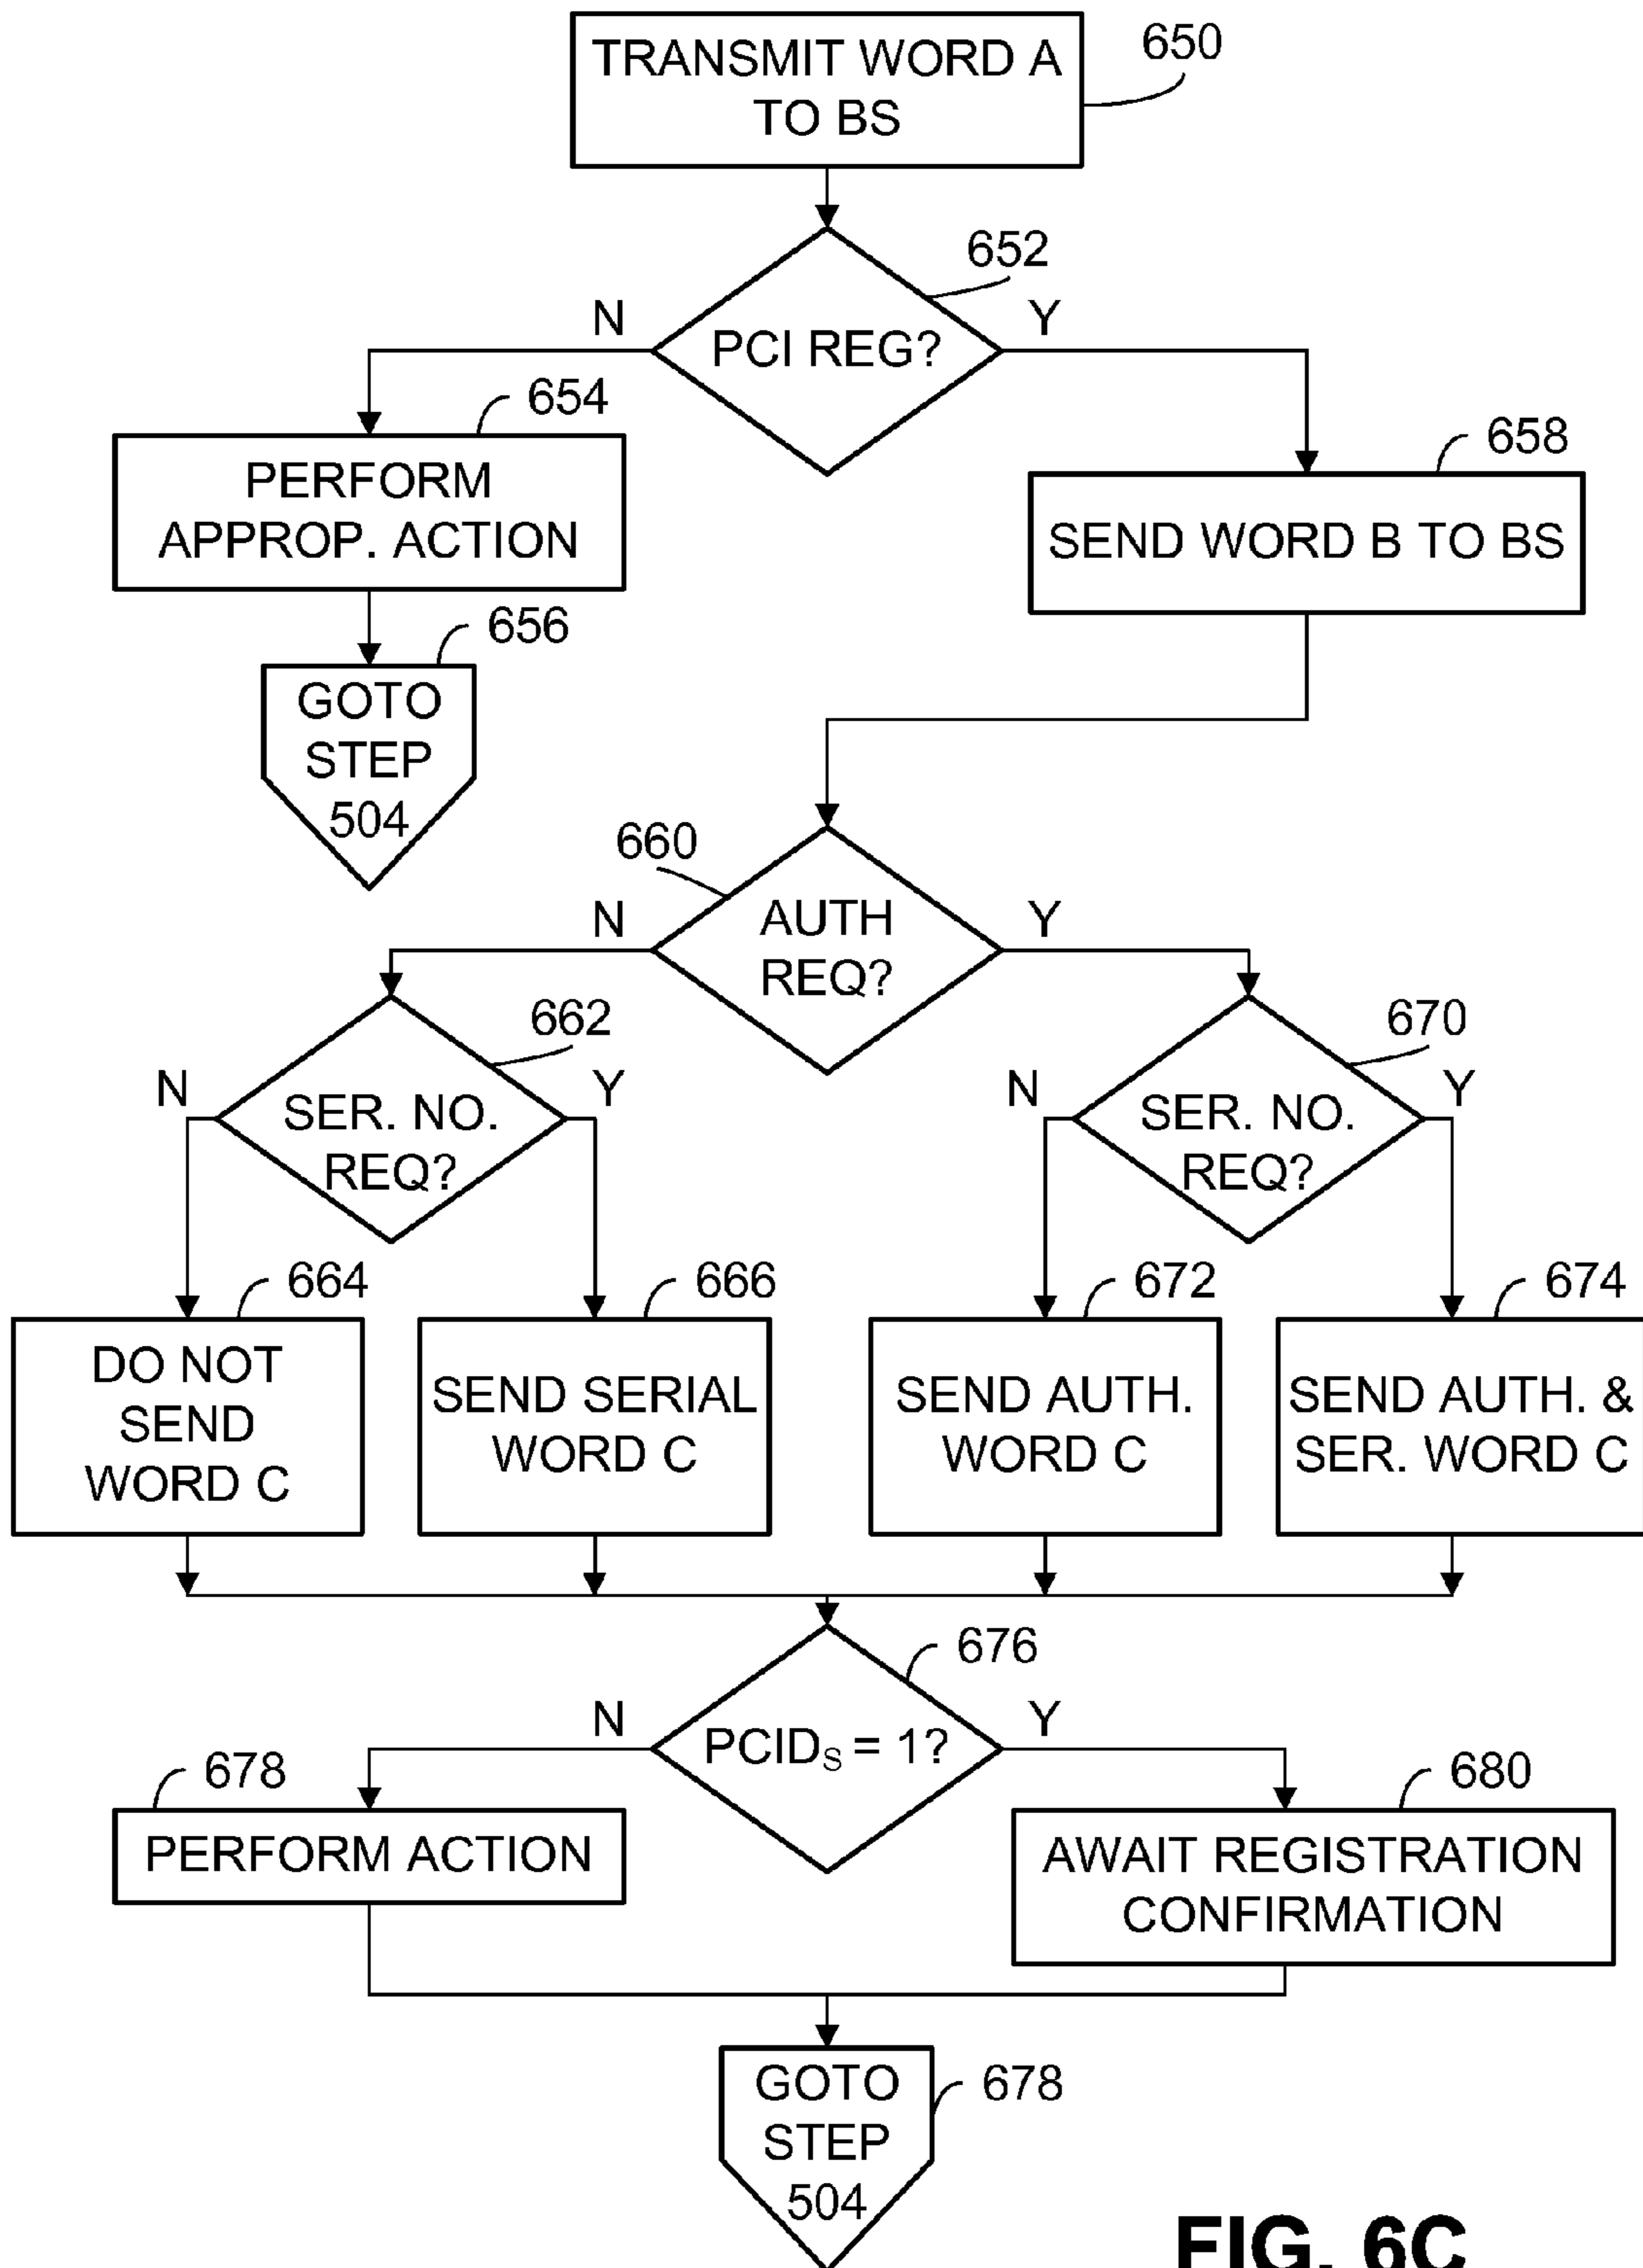 TRANSMIT WORD A
TO BS
650
652
N
PCI REG?
Y
654
PERFORM
APPROP. ACTION
658
SEND WORD B TO BS
656
GOTO
STEP
504
660
N
AUTH
REQ?
Y
662
N
SER. NO.
REQ?
Y
670
N
SER. NO.
REQ?
Y
664
DO NOT
SEND
WORD C
666
SEND SERIAL
WORD C
672
SEND AUTH.
WORD C
674
SEND AUTH. &
SER. WORD C
676
N
PCIDS = 1?
Y
678
PERFORM ACTION
680
AWAIT REGISTRATION
CONFIRMATION
GOTO
STEP
504
678
FIG. 6C